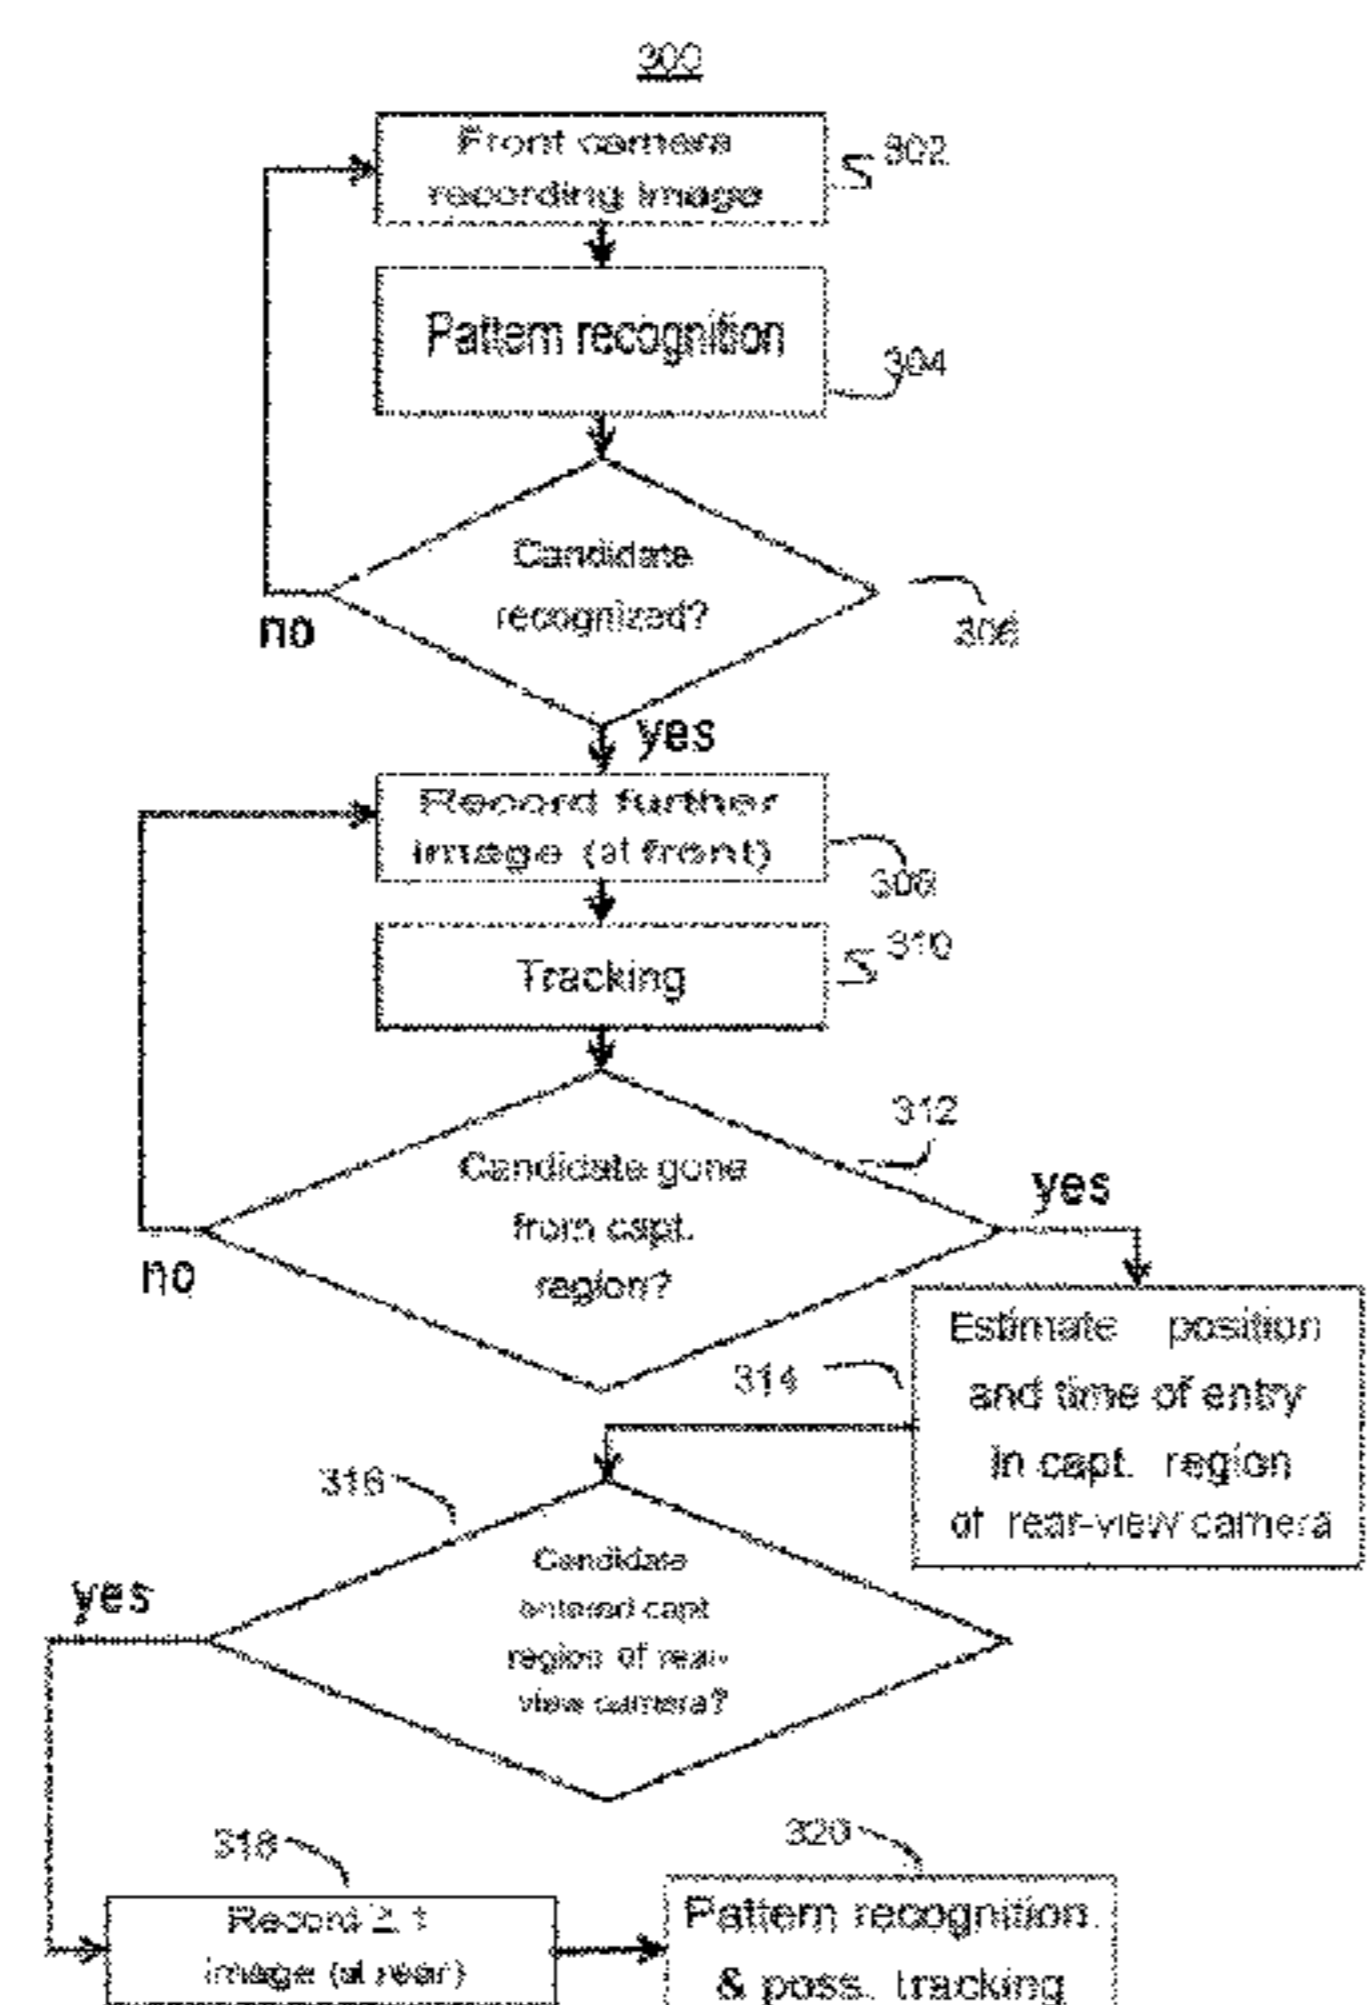 300
Front camera
recording image
302
Pattern recognition
304
Candidate
recognized?
306
no
yes
Record further
image (at front)
308
Tracking
310
312
Candidate gone
from capt.
region?
yes
no
Estimate position
and time of entry
in capt. region
of rear-view camera
314
316
Candidate
entered capt
region of rear-
view camera?
yes
318
Record 2.1
image (at rear)
320
Pattern recognition
& poss. tracking